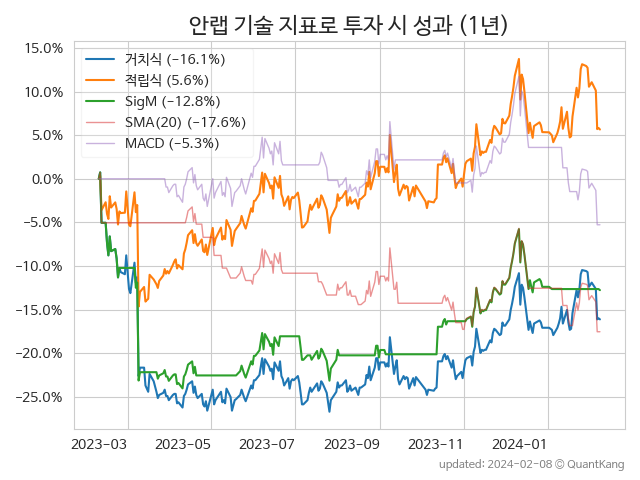 안랩 기술 지표로 투자 시 성과 (1년)
15.0%
10.0%
5.0%
0.0%
−5.0%
−10.0%
−15.0%
−20.0%
−25.0%
거치식 (−16.1%)
적립식 (5.6%)
SigM (−12.8%)
SMA(20) (−17.6%)
MACD (−5.3%)
2023−03
2023−05
2023−07
2023−09
2023−11
2024−01
updated: 2024-02-08 ⓒ QuantKang